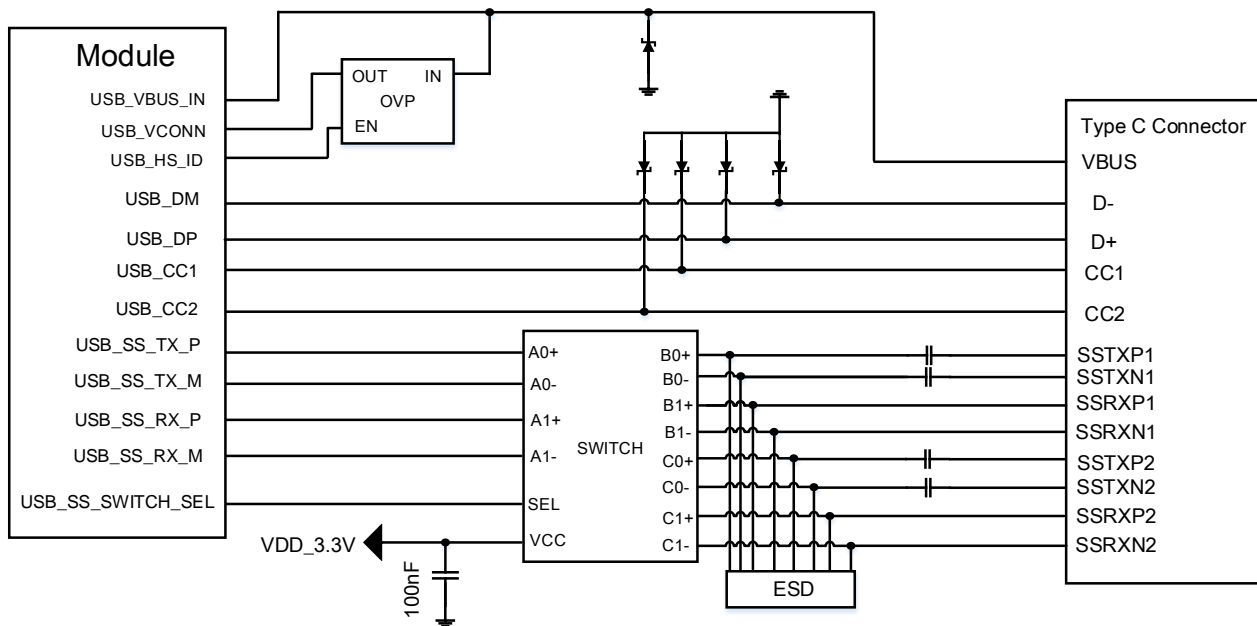 Module
USB_VBUS_IN
USB_VCONN
USB_HS_ID
USB_DM
USB_DP
USB_CC1
USB_CC2
USB_SS_TX_P
USB_SS_TX_M
USB_SS_RX_P
USB_SS_RX_M
USB_SS_SWITCH_SEL
OUT IN
OVP
EN
VDD_3.3V
100nF
A0+
A0-
A1+
A1-
SEL
VCC
SWITCH
B0+
B0-
B1+
B1-
C0+
C0-
C1+
C1-
ESD
Type C Connector
VBUS
D-
D+
CC1
CC2
SSTXP1
SSTXN1
SSRXP1
SSRXN1
SSTXP2
SSTXN2
SSRXP2
SSRXN2